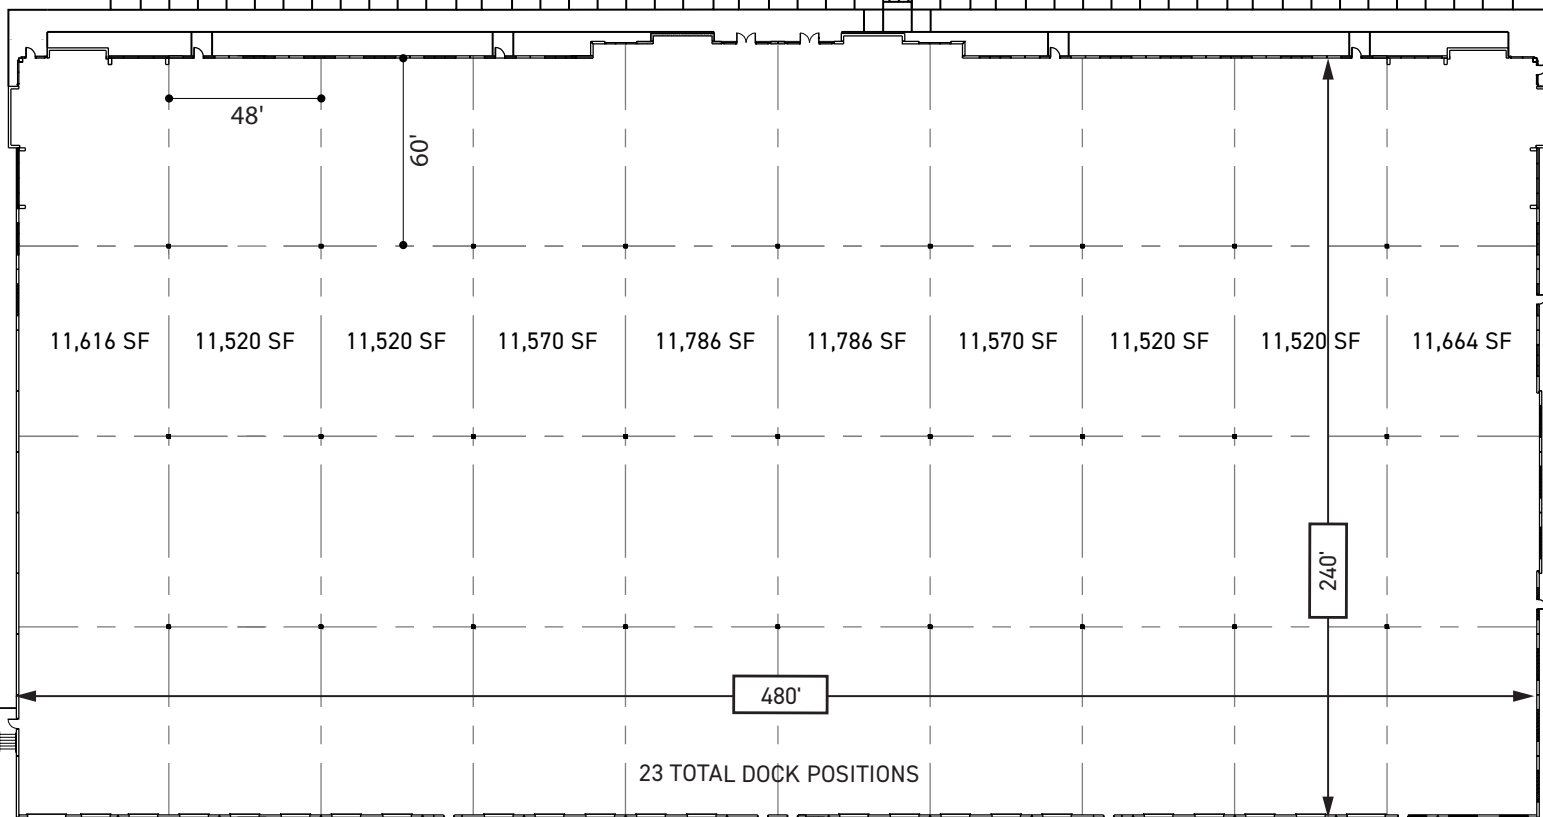 48'
60'
11,616 SF
11,520 SF
11,520 SF
11,570 SF
11,786 SF
11,786 SF
11,570 SF
11,520 SF
11,520 SF
11,664 SF
240'
480'
23 TOTAL DOCK POSITIONS